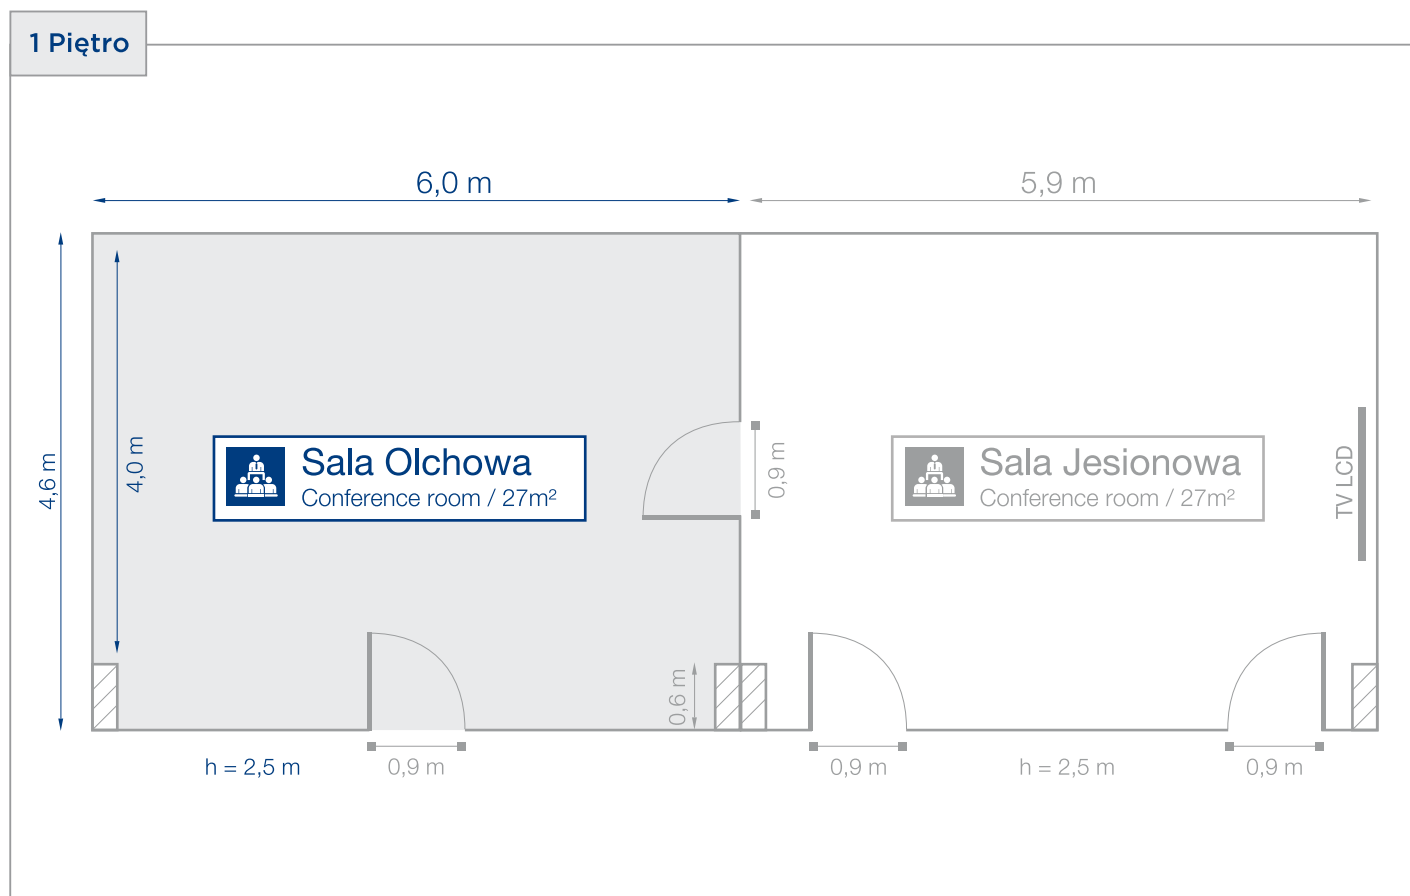 1 Piętro
6,0 m
5,9 m
4,6 m
4,0 m
Sala Olchowa
Conference room / 27m²
0,9 m
Sala Jesionowa
Conference room / 27m²
TV LCD
0,6 m
h = 2,5 m
0,9 m
0,9 m
h = 2,5 m
0,9 m